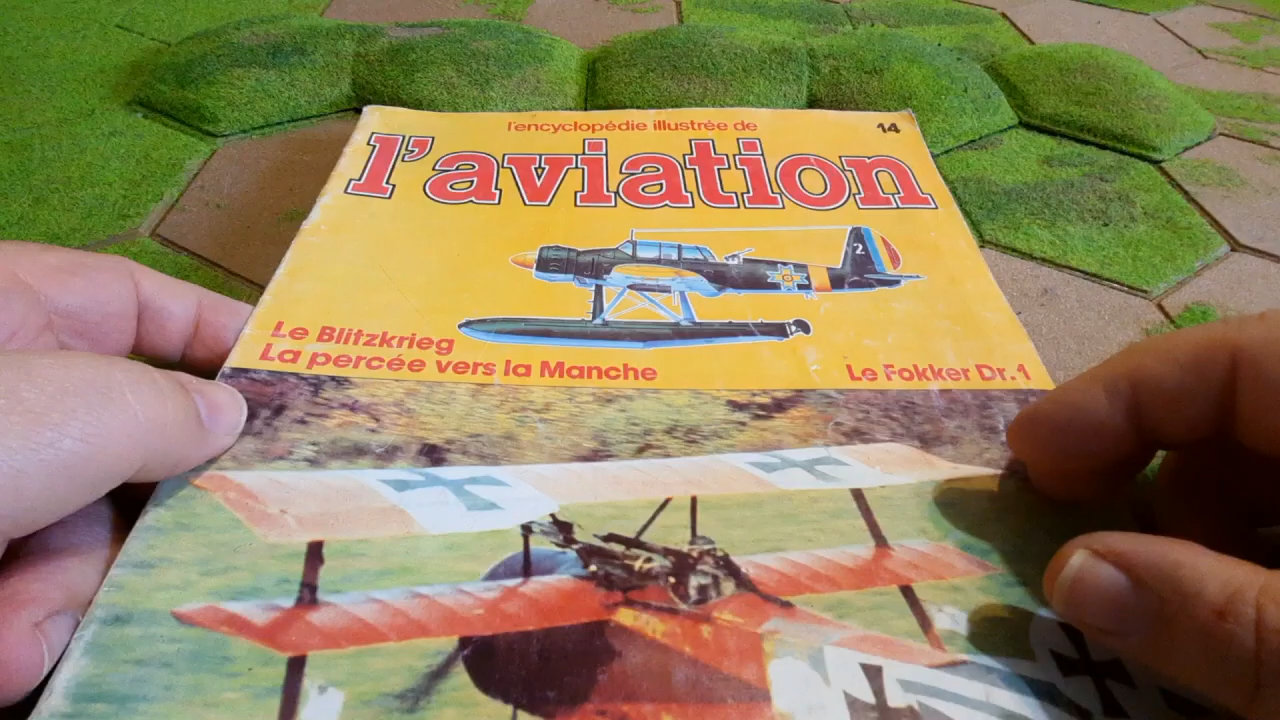 l'encyclopédie illustrée de
14
l'aviation
2
Le Blitzkrieg
La percée vers la Manche
Le Fokker Dr.1